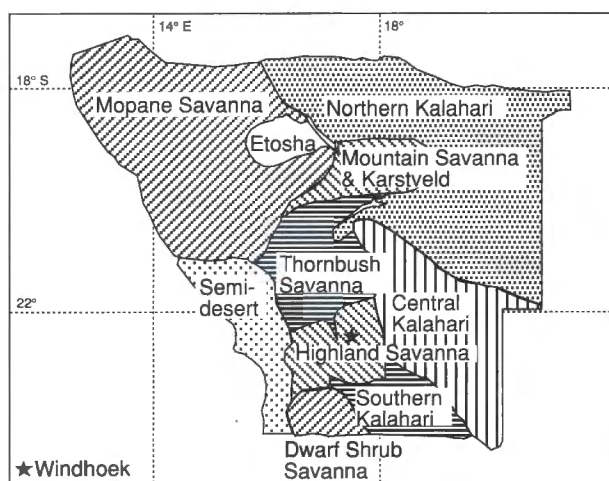 14° E
18°
18° S
Mopane Savanna
Northern Kalahari
Etosha
Mountain Savanna
& Karstveld
Thornbush
Savanna
Semi-
desert
Central
Kalahari
22°
Highland Savanna
Southern
Kalahari
Dwarf Shrub
Savanna
★Windhoek